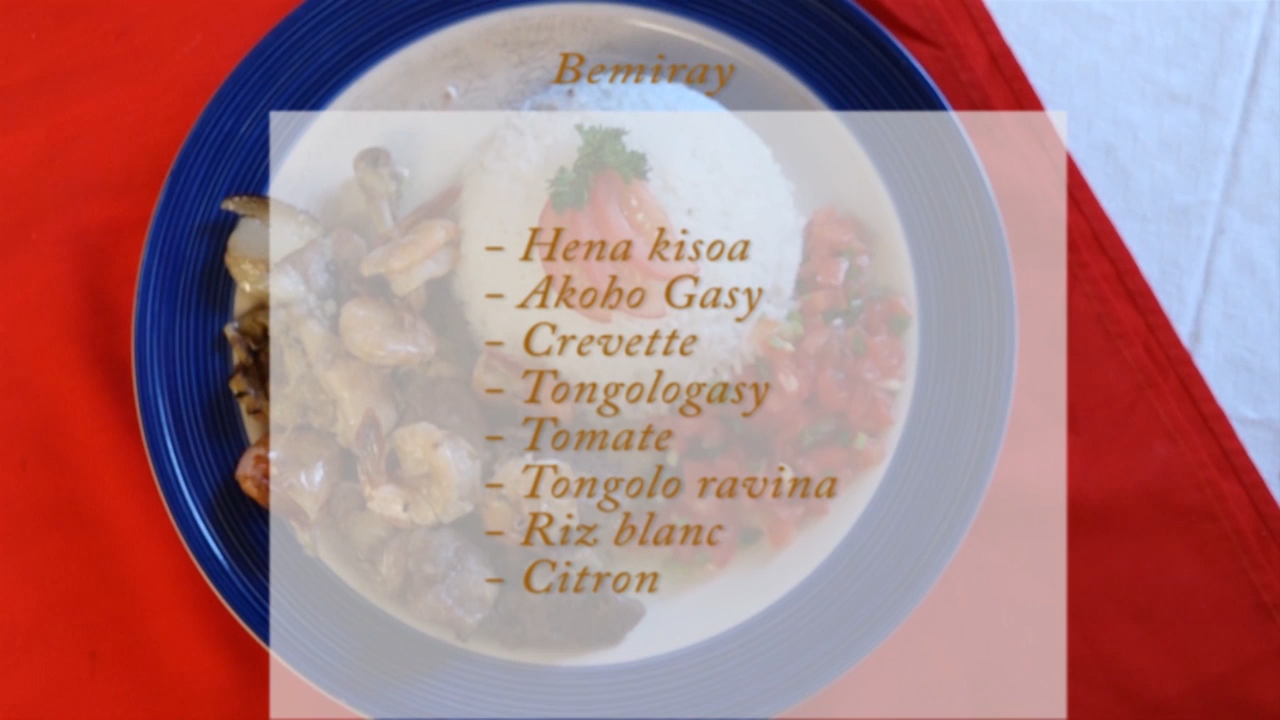 Bemiray
- Hena kisoa
- Akoho Gasy
- Crevette
- Tongologasy
- Tomate
- Tongolo ravina
- Riz blanc
- Citron